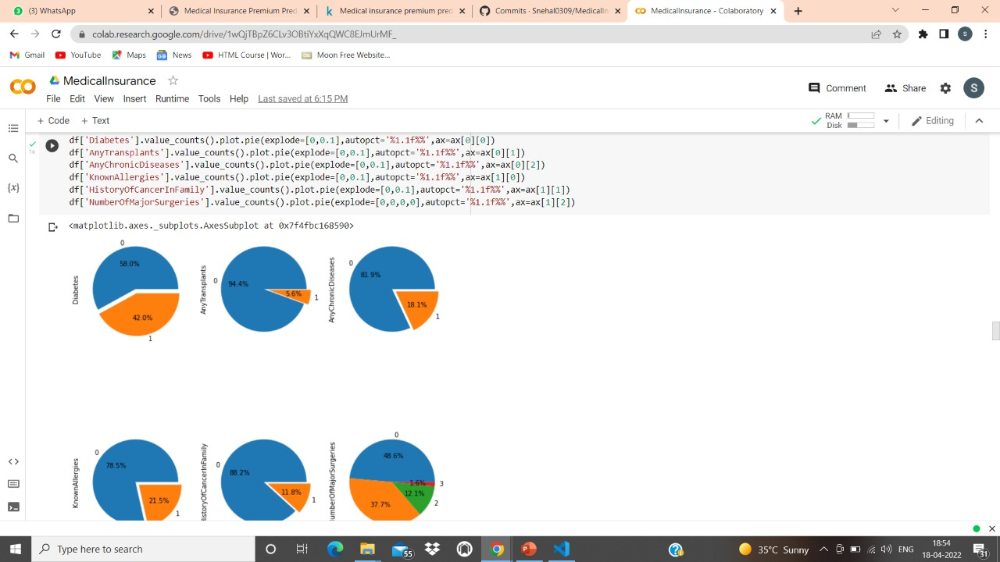 (3) WhatsApp
Medical Insurance Premium Pred
Medical insurance premium pred
Commits · Snehal0309/MedicalIn
MedicalInsurance - Colaboratory
Gmail
YouTube
Maps
News
HTML Course | Wor...
Moon Free Website...
MedicalInsurance
File Edit View Insert Runtime Tools Help Last saved at 6:15 PM
Comment
Share
S
+ Code + Text
RAM
Disk
Editing
1s
df['Diabetes'].value_counts().plot.pie(explode=[0,0.1],autopct='%1.1f%%',ax=ax[0][0])
df['AnyTransplants'].value_counts().plot.pie(explode=[0,0.1],autopct='%1.1f%%',ax=ax[0][1])
df['AnyChronicDiseases'].value_counts().plot.pie(explode=[0,0.1],autopct='%1.1f%%',ax=ax[0][2])
df['KnownAllergies'].value_counts().plot.pie(explode=[0,0.1],autopct='%1.1f%%',ax=ax[1][0])
df['HistoryOfCancerInFamily'].value_counts().plot.pie(explode=[0,0.1],autopct='%1.1f%%',ax=ax[1][1])
df['NumberOfMajorSurgeries'].value_counts().plot.pie(explode=[0,0,0,0],autopct='%1.1f%%',ax=ax[1][2])
<matplotlib.axes._subplots.AxesSubplot at 0x7f4fbc168590>
Diabetes
0
58.0%
42.0%
1
AnyTransplants
0
94.4%
5.6%
1
AnyChronicDiseases
0
81.9%
18.1%
1
KnownAllergies
0
78.5%
21.5%
1
HistoryOfCancerInFamily
0
88.2%
11.8%
1
umberOfMajorSurgeries
0
48.6%
1.6%
3
12.1%
2
37.7%
Type here to search
55
35°C Sunny
ENG
18:54
18-04-2022
31